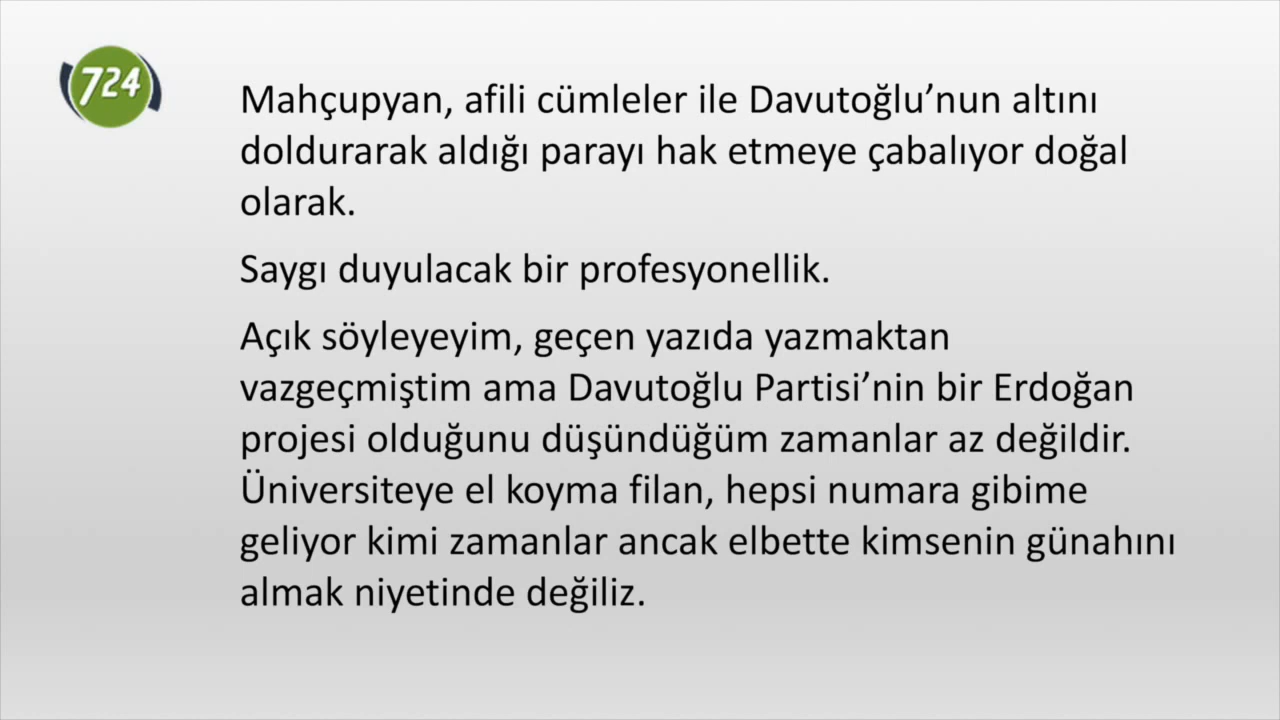 724
Mahçupyan, afili cümleler ile Davutoğlu’nun altını
doldurarak aldığı parayı hak etmeye çabalıyor doğal
olarak.
Saygı duyulacak bir profesyonellik.
Açık söyleyeyim, geçen yazıda yazmaktan
vazgeçmiştim ama Davutoğlu Partisi’nin bir Erdoğan
projesi olduğunu düşündüğüm zamanlar az değildir.
Üniversiteye el koyma filan, hepsi numara gibime
geliyor kimi zamanlar ancak elbette kimsenin günahını
almak niyetinde değiliz.